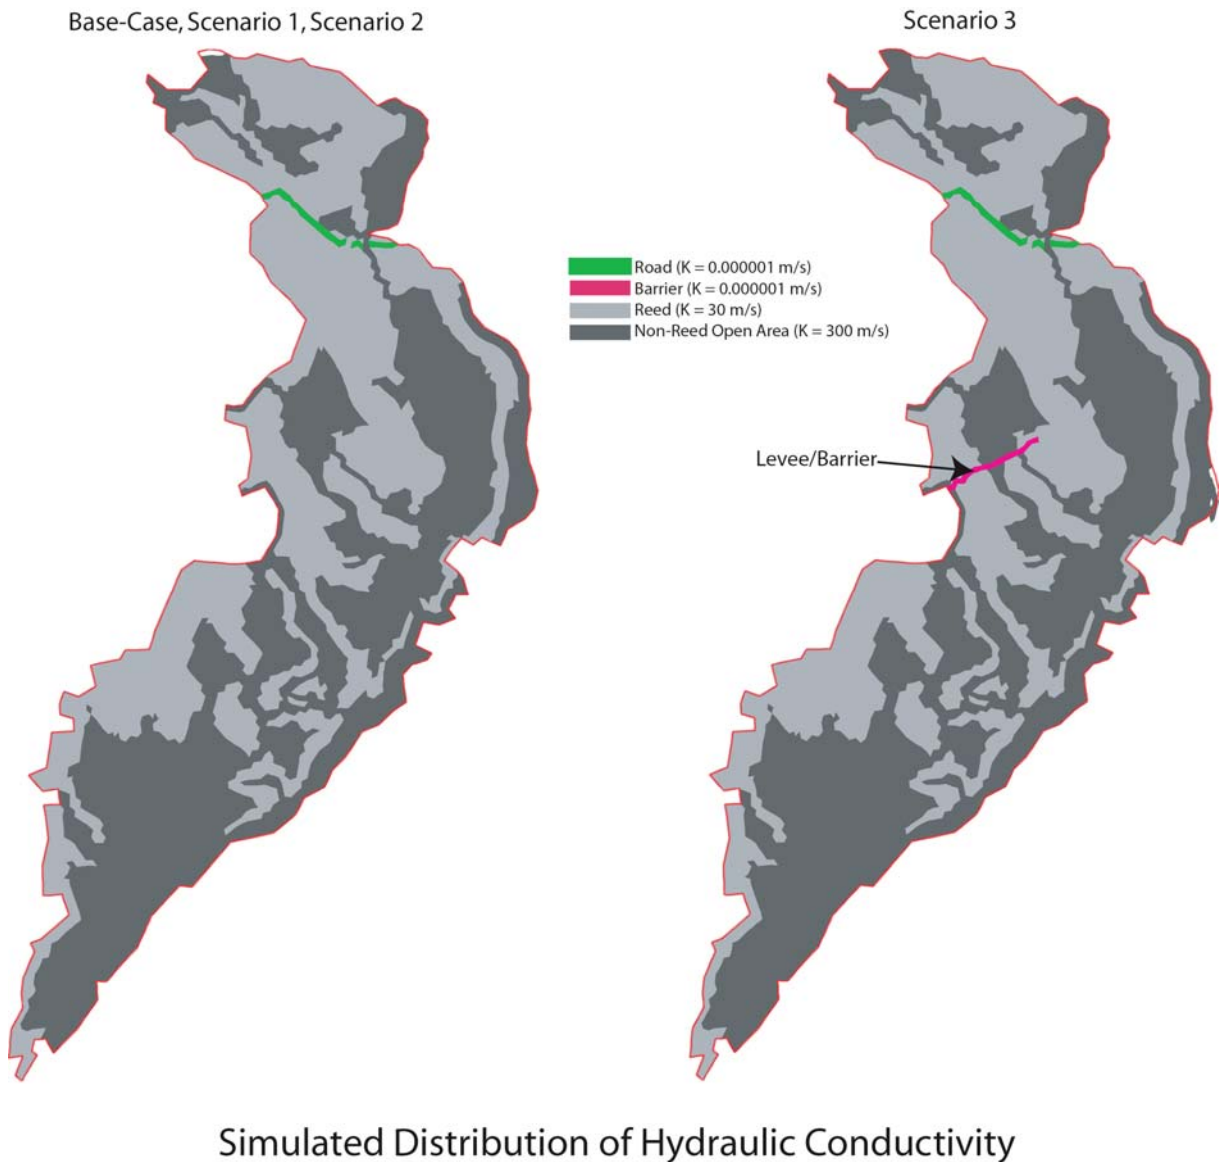 Base-Case, Scenario 1, Scenario 2
Scenario 3
Road (K = 0.000001 m/s)
Barrier (K = 0.000001 m/s)
Reed (K = 30 m/s)
Non-Reed Open Area (K = 300 m/s)
Levee/Barrier
Simulated Distribution of Hydraulic Conductivity